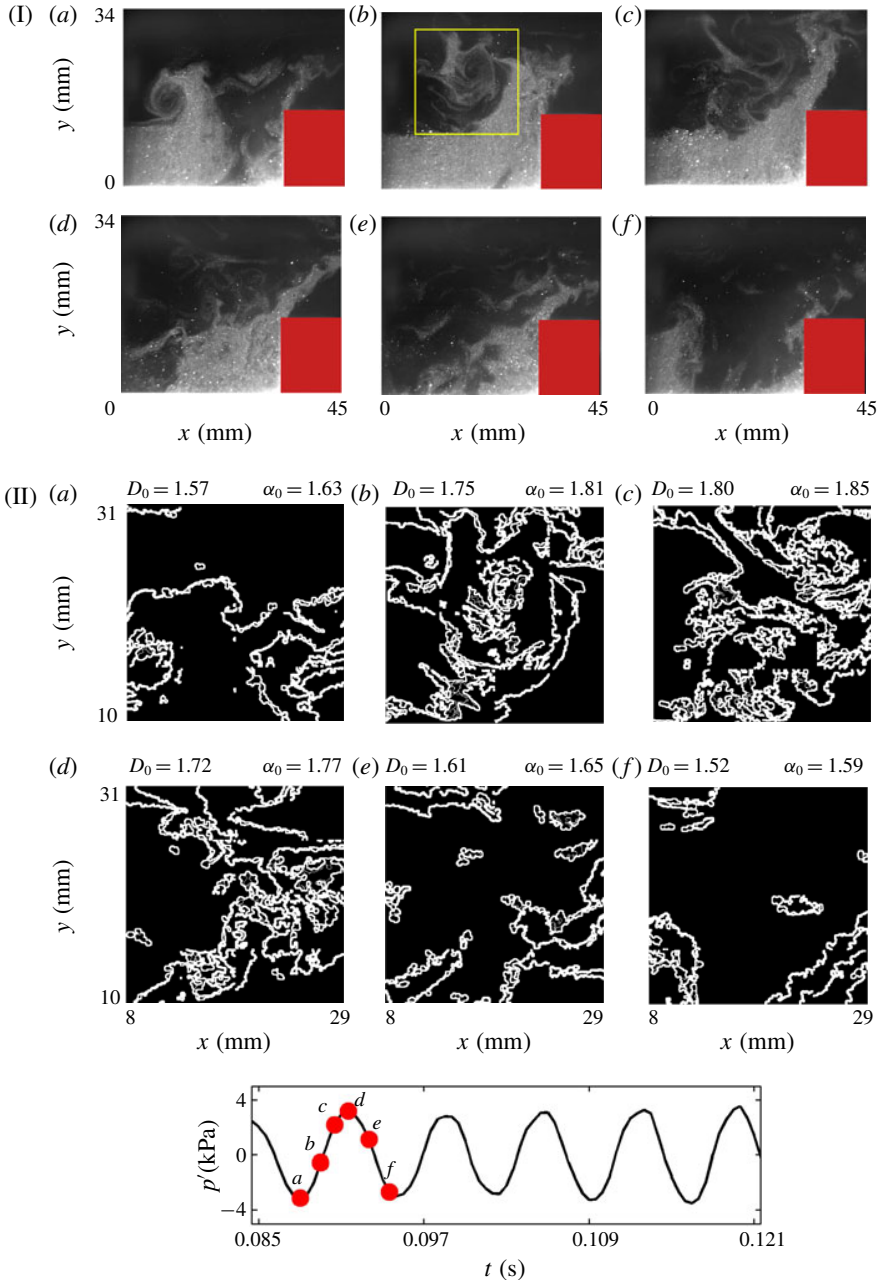 (I) (a) (b) (c)
34
y (mm)
0
(d) (e) (f)
34
y (mm)
0 45 0 45 0 45
x (mm) x (mm) x (mm)
(II) (a) D₀ = 1.57 α₀ = 1.63 (b) D₀ = 1.75 α₀ = 1.81 (c) D₀ = 1.80 α₀ = 1.85
31
y (mm)
10
(d) D₀ = 1.72 α₀ = 1.77 (e) D₀ = 1.61 α₀ = 1.65 (f) D₀ = 1.52 α₀ = 1.59
31
y (mm)
10
8 29 8 29 8 29
x (mm) x (mm) x (mm)
4
0
−4
p′(kPa)
a b c d e f
0.085 0.097 0.109 0.121
t (s)